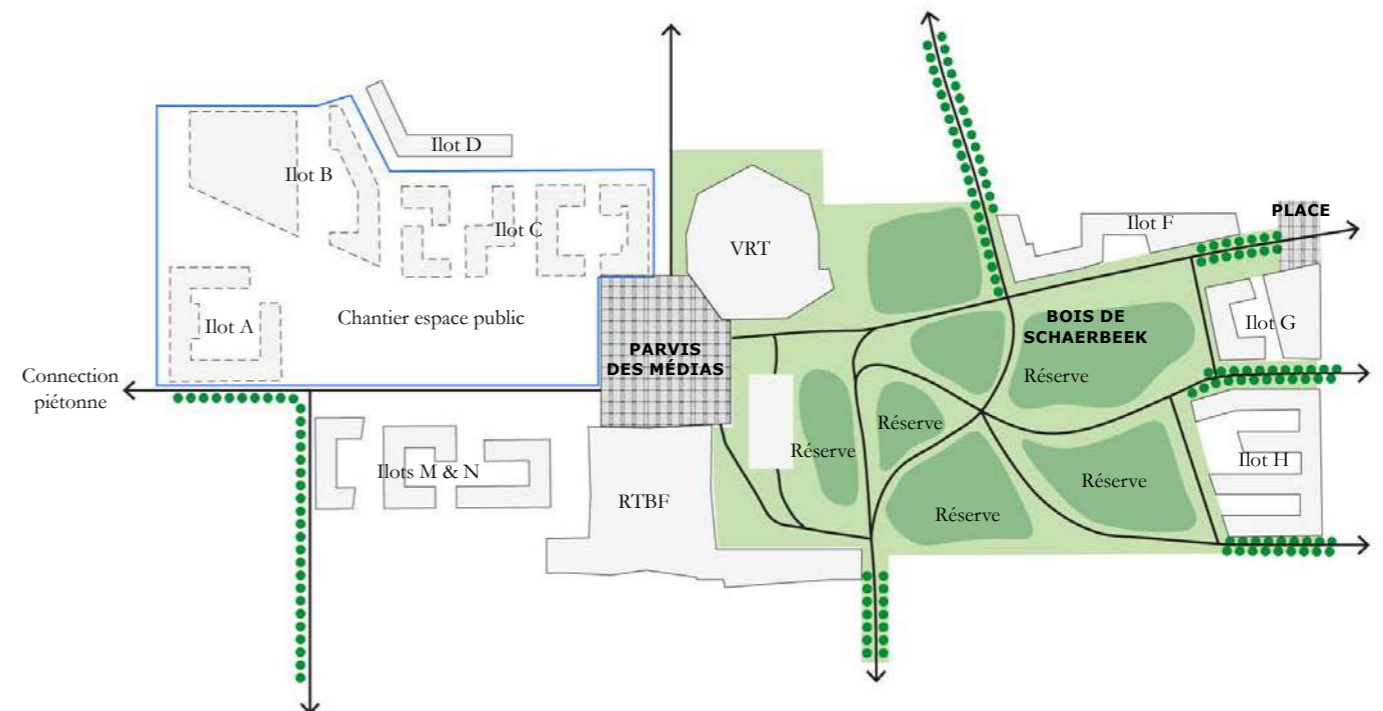 Ilot D
Ilot B
PLACE
Ilot F
Ilot C
VRT
Chantier espace public
Ilot A
BOIS DE
SCHAERBEEK
Ilot G
PARVIS
DES MÉDIAS
Connection
piétonne
Réserve
Réserve
Réserve
Ilots M & N
Ilot H
Réserve
RTBF
Réserve